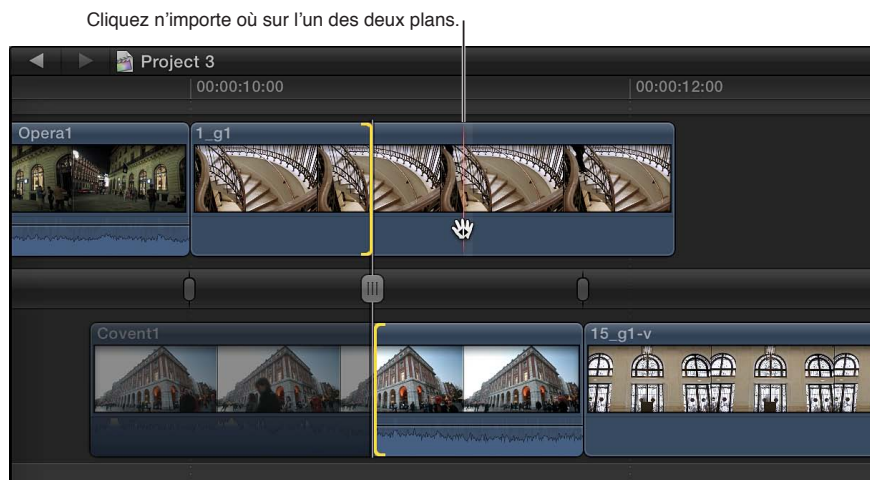 Cliquez n’importe où sur l’un des deux plans.
Project 3
00:00:10:00
00:00:12:00
Opera1
1_g1
Covent1
15_g1-v